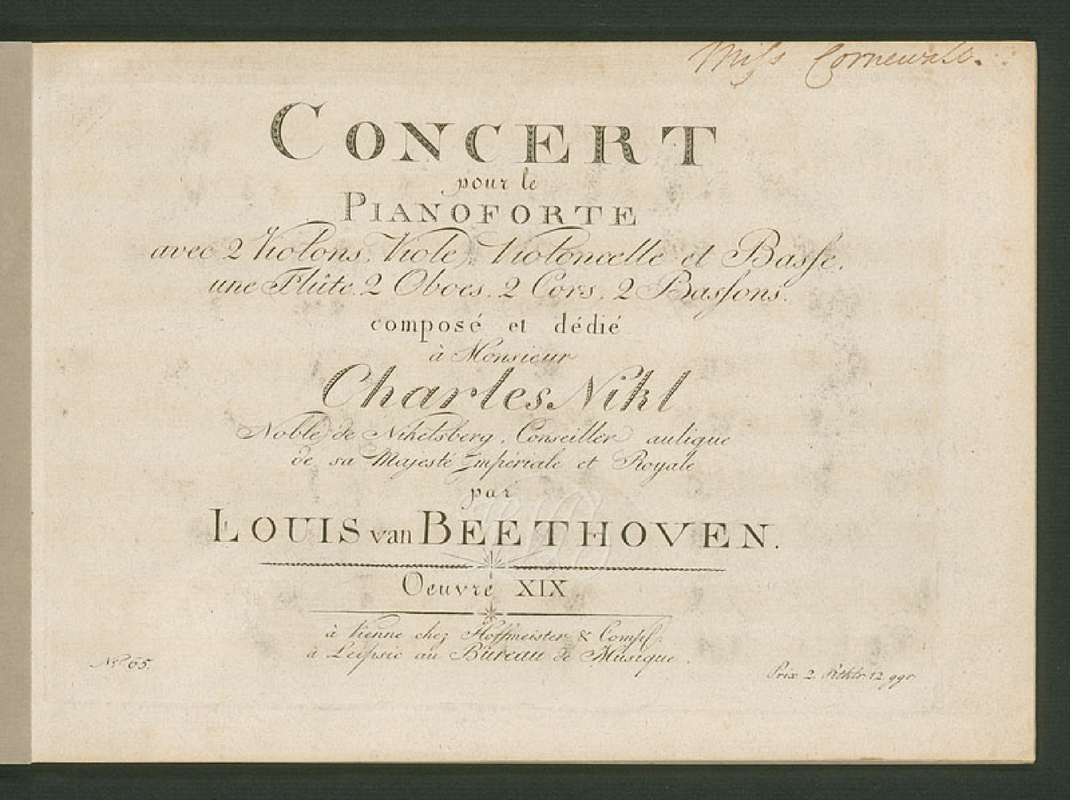 Miss Cornewall.
CONCERT
pour le
PIANOFORTE
avec 2 Violons, Viole, Violoncelle et Basse.
une Flûte, 2 Oboes, 2 Cors, 2 Bassons.
composé et dédié
à Monsieur
Charles Nikl
Noble de Nikelsberg, Conseiller aulique
de sa Majesté Impériale et Royale
par
LOUIS van BEETHOVEN.
Oeuvre XIX.
à Vienne chez Hoffmeister & Comp.
à Leipsic au Bureau de Musique.
No. 65.
Prix 2 Rthlr. 12 ggr.